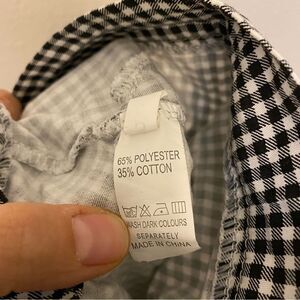 65% POLYESTER
35% COTTON
WASH DARK COLOURS
SEPARATELY
MADE IN CHINA